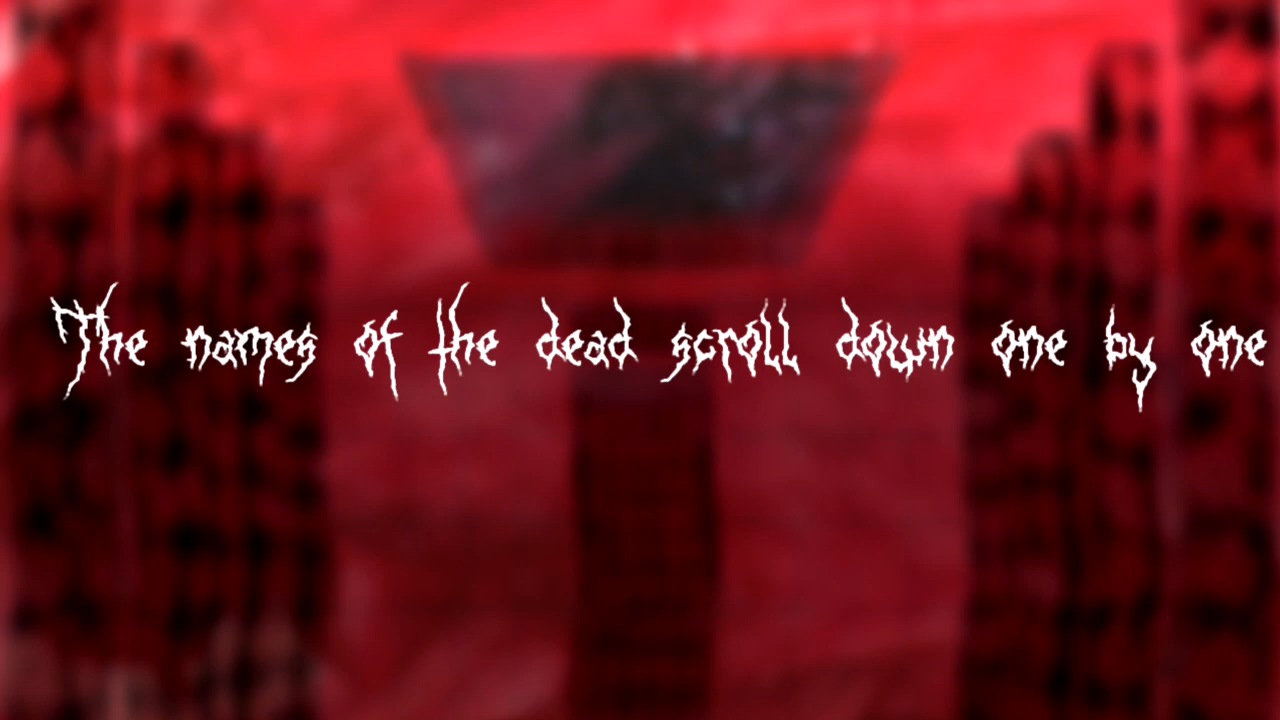 The names of the dead scroll down one by one